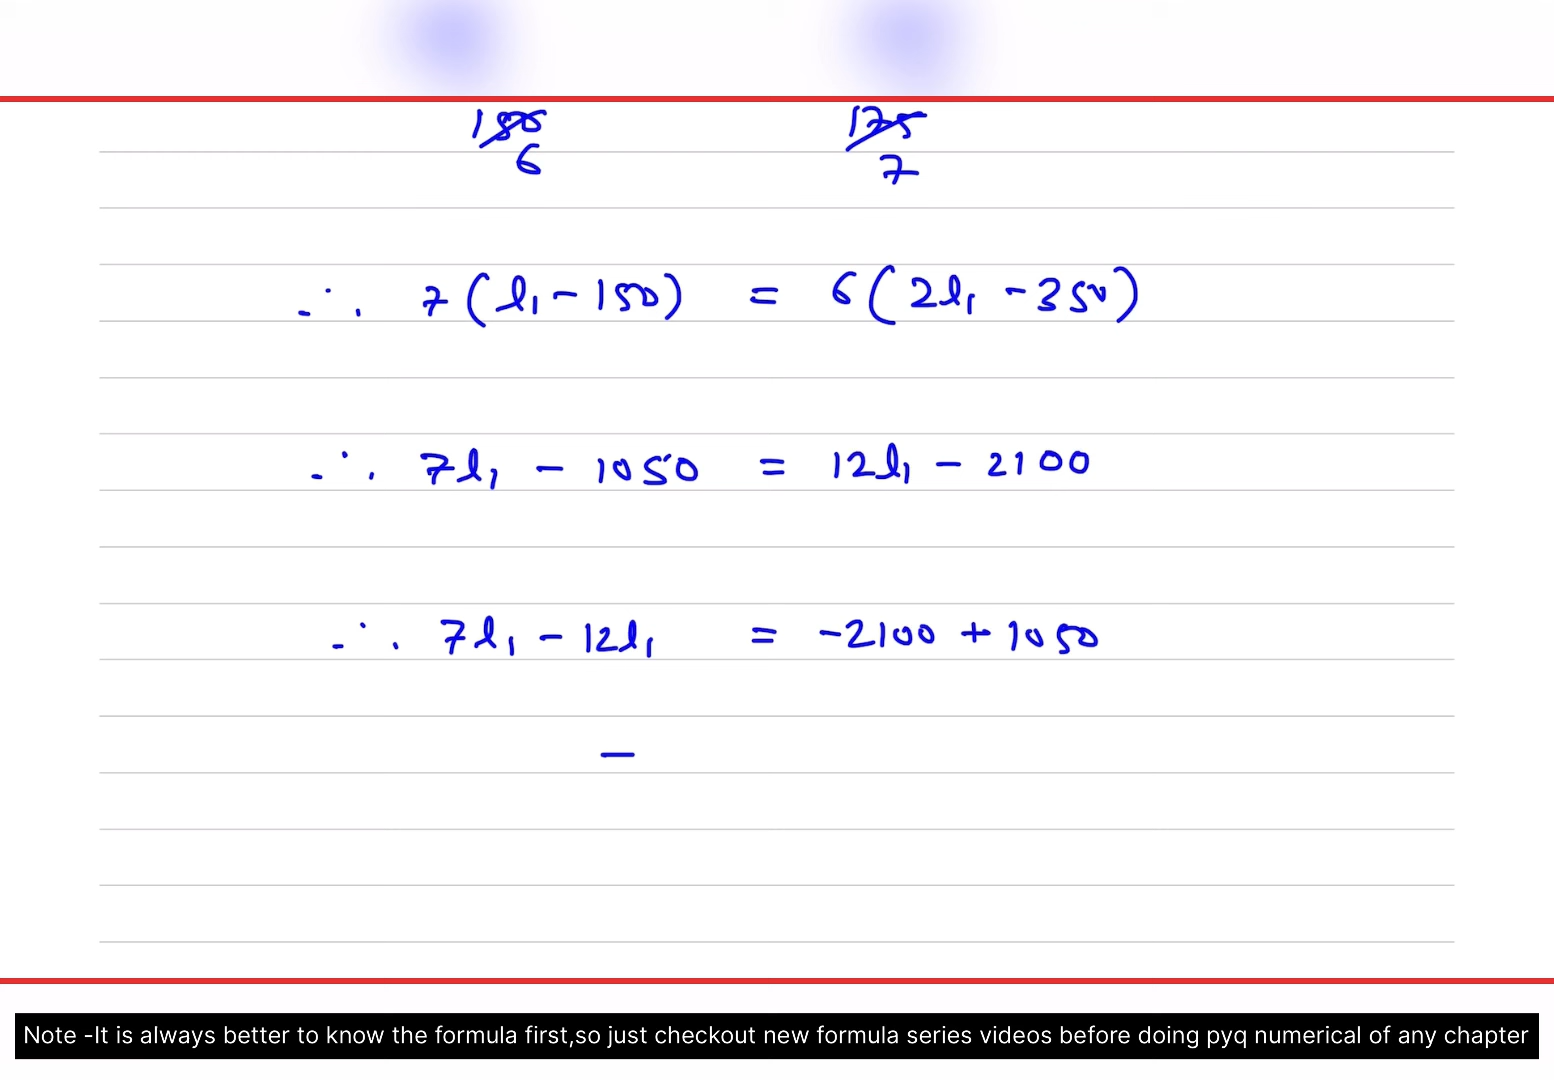 150 175
6 7
∴ 7(l₁ - 150) = 6(2l₁ - 350)
∴ 7l₁ - 1050 = 12l₁ - 2100
∴ 7l₁ - 12l₁ = -2100 + 1050
-
Note -It is always better to know the formula first,so just checkout new formula series videos before doing pyq numerical of any chapter